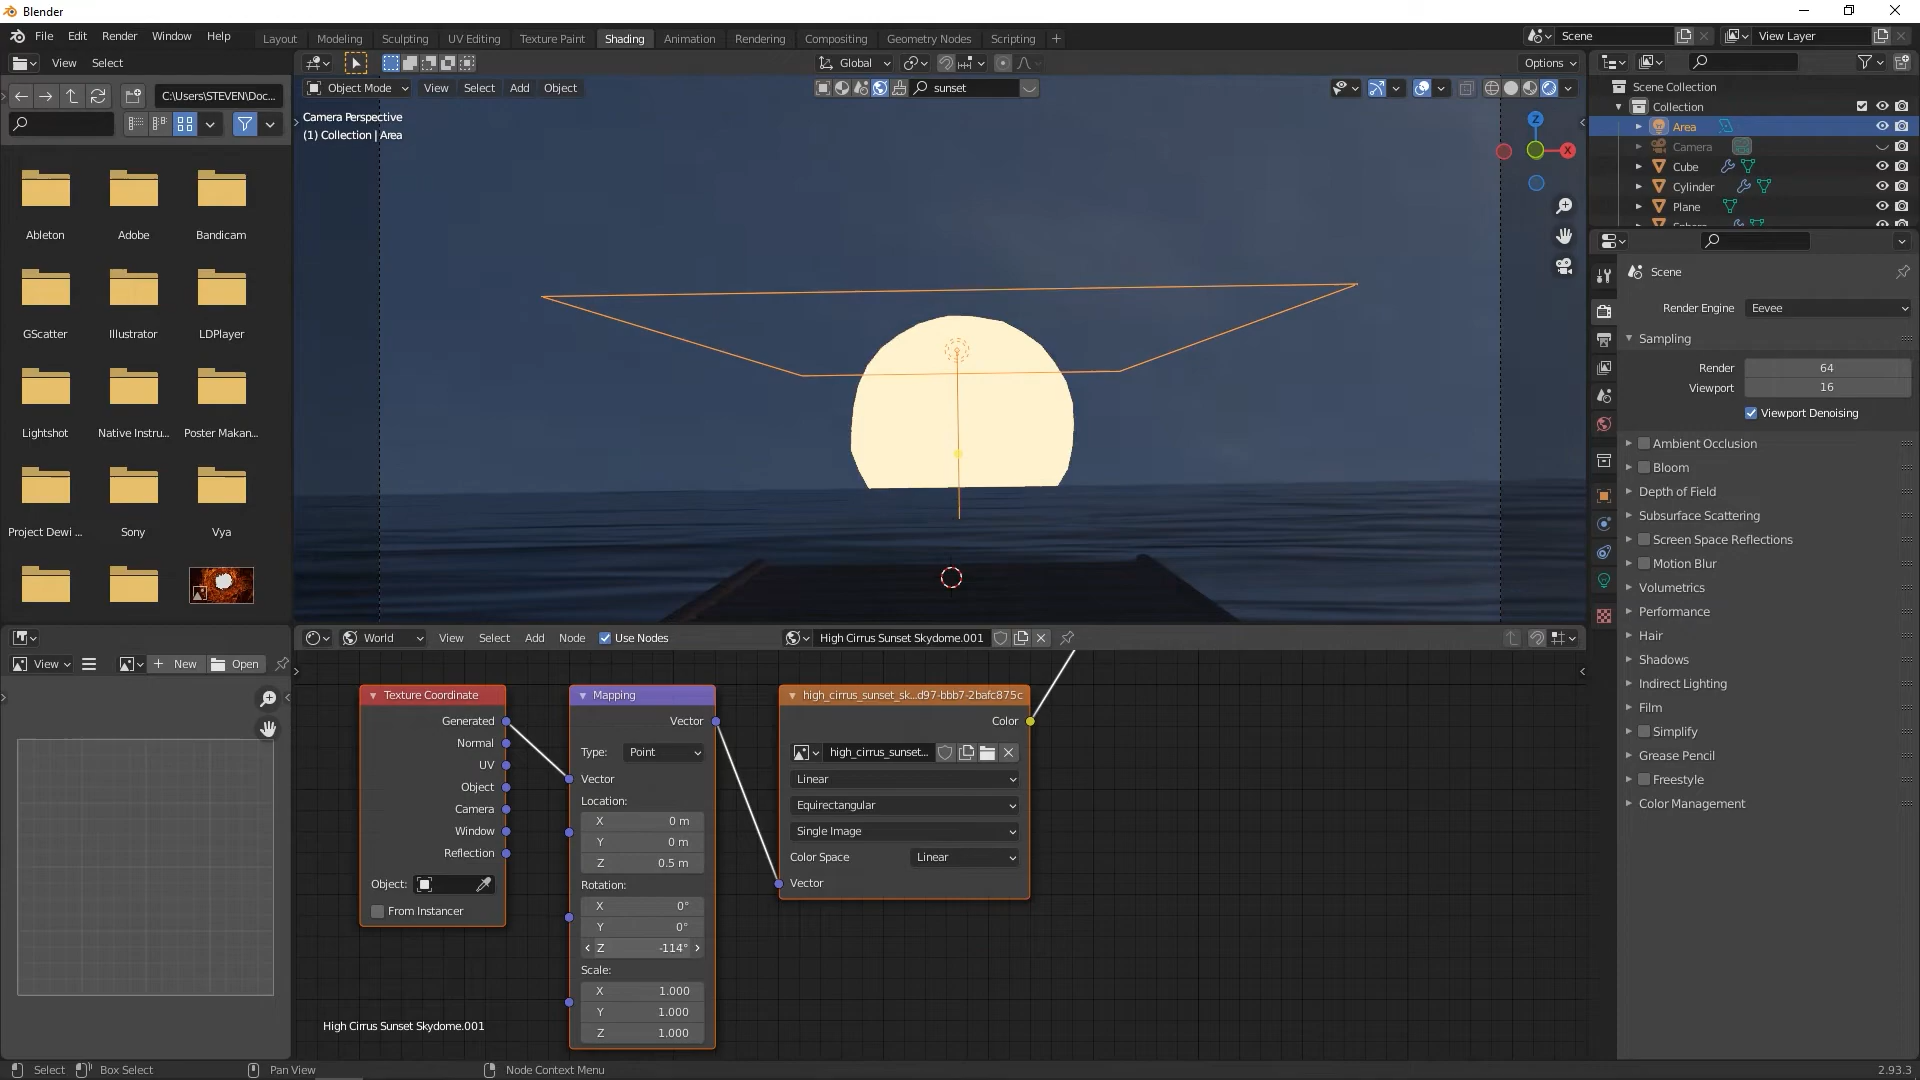 Blender
File Edit Render Window Help Layout Modeling Sculpting UV Editing Texture Paint Shading Animation Rendering Compositing Geometry Nodes Scripting + Scene View Layer
View Select Global Options
C:\Users\STEVEN\Doc... Object Mode View Select Add Object sunset Scene Collection
Collection
Camera Perspective
(1) Collection | Area
Area
Camera
Cube
Cylinder
Plane
Z
X
Ableton Adobe Bandicam
GScatter Illustrator LDPlayer
Lightshot Native Instru... Poster Makan...
Project Dewi ... Sony Vya
Scene
Render Engine Eevee
Sampling
Render 64
Viewport 16
Viewport Denoising
Ambient Occlusion
Bloom
Depth of Field
Subsurface Scattering
Screen Space Reflections
Motion Blur
Volumetrics
Performance
Hair
Shadows
Indirect Lighting
Film
Simplify
Grease Pencil
Freestyle
Color Management
World View Select Add Node Use Nodes High Cirrus Sunset Skydome.001
View New Open
Texture Coordinate
Generated
Normal
UV
Object
Camera
Window
Reflection
Object:
From Instancer
Mapping
Vector
Type: Point
Vector
Location:
X 0 m
Y 0 m
Z 0.5 m
Rotation:
X 0°
Y 0°
Z -114°
Scale:
X 1.000
Y 1.000
Z 1.000
high_cirrus_sunset_sk...d97-bbb7-2bafc875c
Color
high_cirrus_sunset...
Linear
Equirectangular
Single Image
Color Space Linear
Vector
High Cirrus Sunset Skydome.001
Select Box Select Pan View Node Context Menu 2.93.3